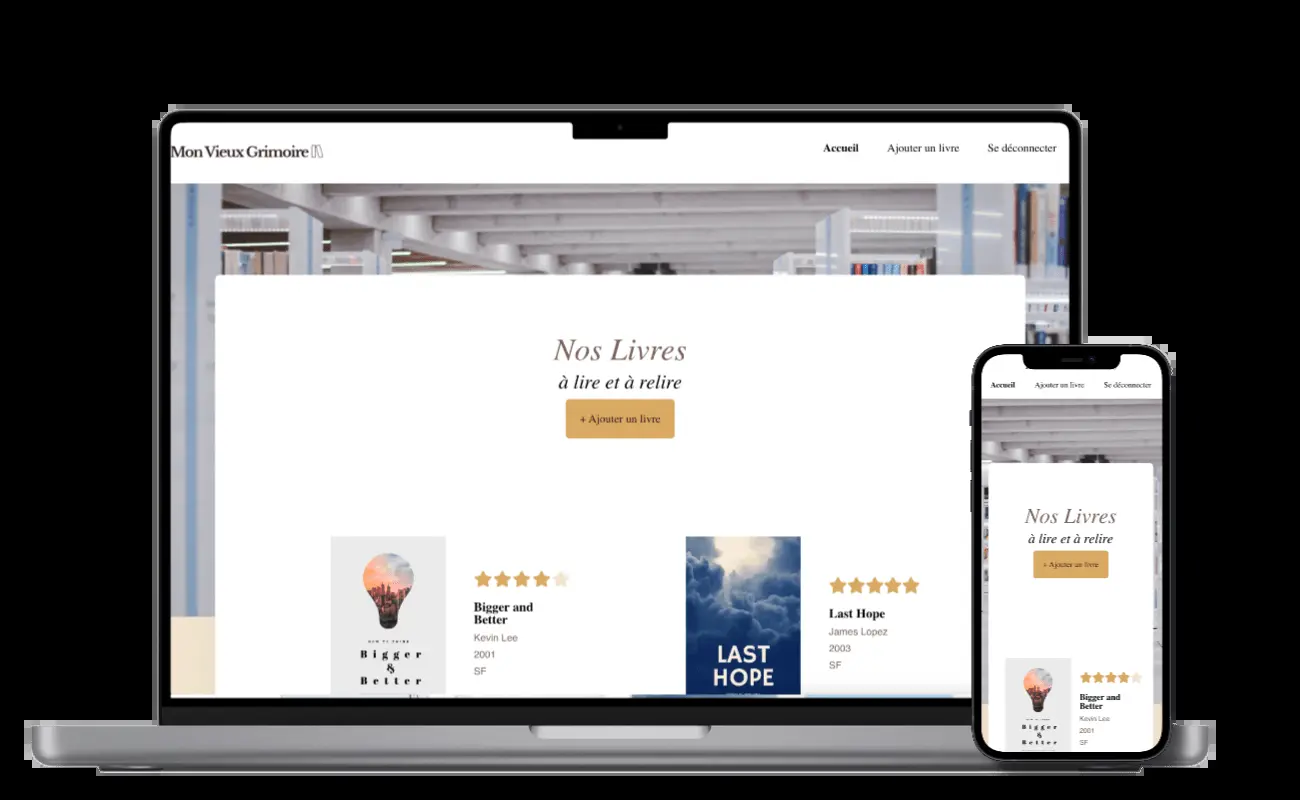 Mon Vieux Grimoire
Accueil Ajouter un livre Se déconnecter
Nos Livres
à lire et à relire
+ Ajouter un livre
Bigger
&
Better
Bigger and
Better
Kevin Lee
2001
SF
LAST
HOPE
Last Hope
James Lopez
2003
SF
Accueil Ajouter un livre Se déconnecter
Nos Livres
à lire et à relire
+ Ajouter un livre
Bigger
&
Better
Bigger and
Better
Kevin Lee
2001
SF